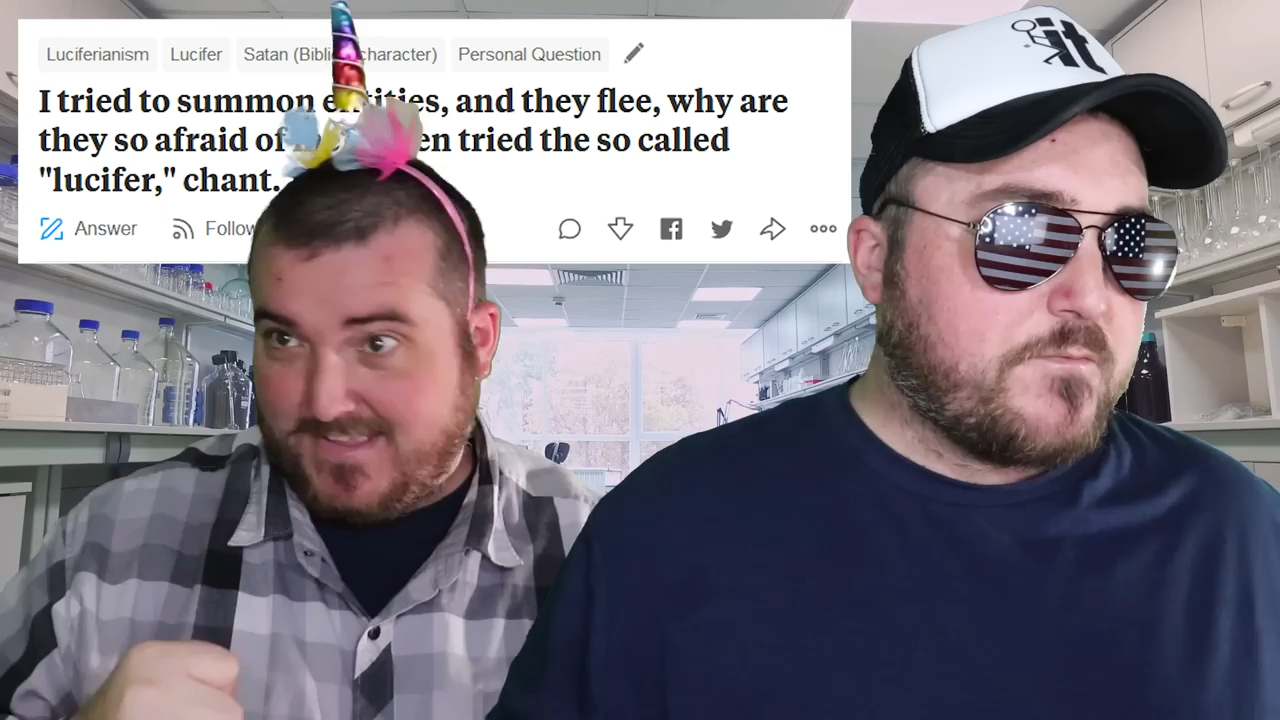 Luciferianism Lucifer Satan (Bibli character) Personal Question
I tried to summon entities, and they flee, why are
they so afraid of en tried the so called
"lucifer," chant.
Answer Follow
it